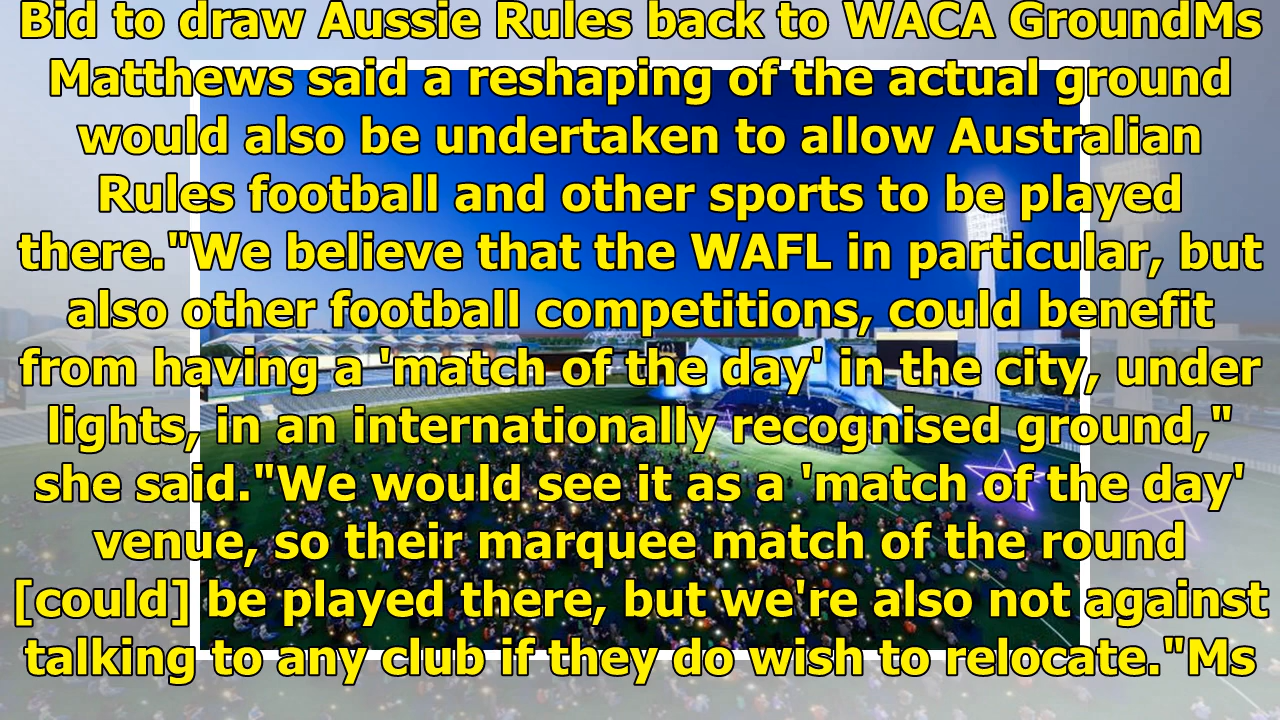 Bid to draw Aussie Rules back to WACA GroundMs
Matthews said a reshaping of the actual ground
would also be undertaken to allow Australian
Rules football and other sports to be played
there."We believe that the WAFL in particular, but
also other football competitions, could benefit
from having a 'match of the day' in the city, under
lights, in an internationally recognised ground,"
she said."We would see it as a 'match of the day'
venue, so their marquee match of the round
[could] be played there, but we're also not against
talking to any club if they do wish to relocate."Ms